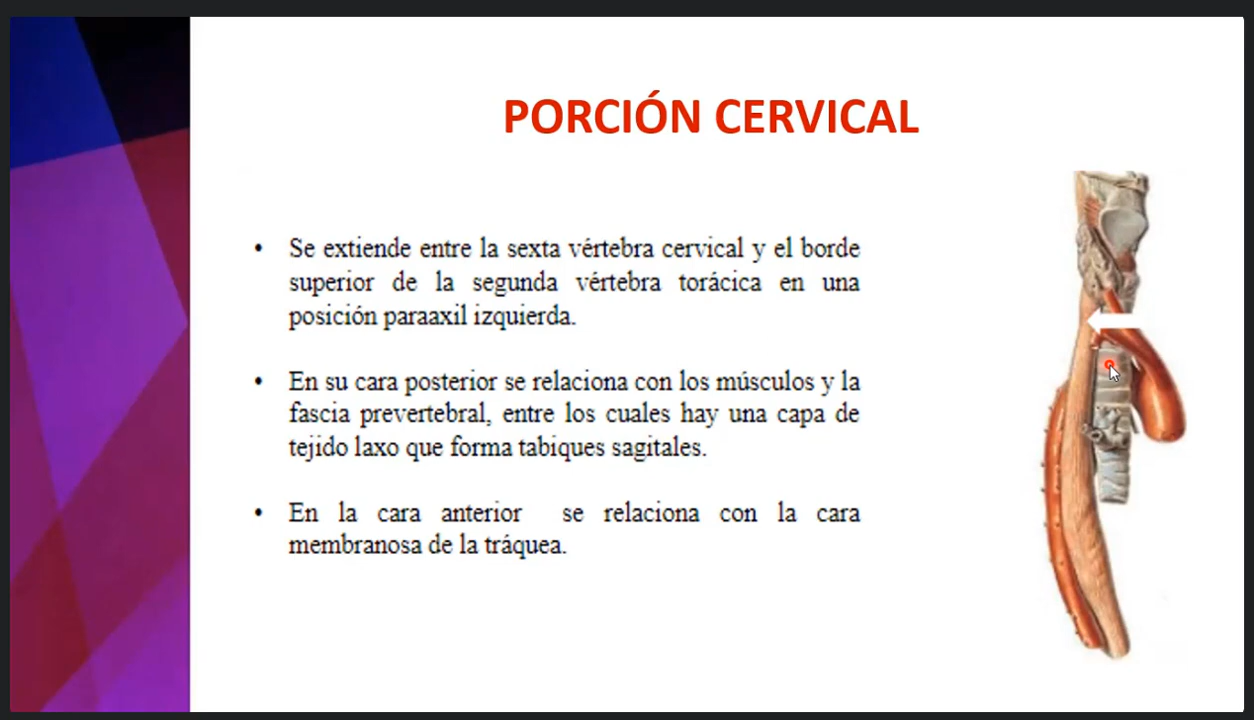 PORCIÓN CERVICAL
• Se extiende entre la sexta vértebra cervical y el borde
superior de la segunda vértebra torácica en una
posición paraaxil izquierda.
• En su cara posterior se relaciona con los músculos y la
fascia prevertebral, entre los cuales hay una capa de
tejido laxo que forma tabiques sagitales.
• En la cara anterior se relaciona con la cara
membranosa de la tráquea.